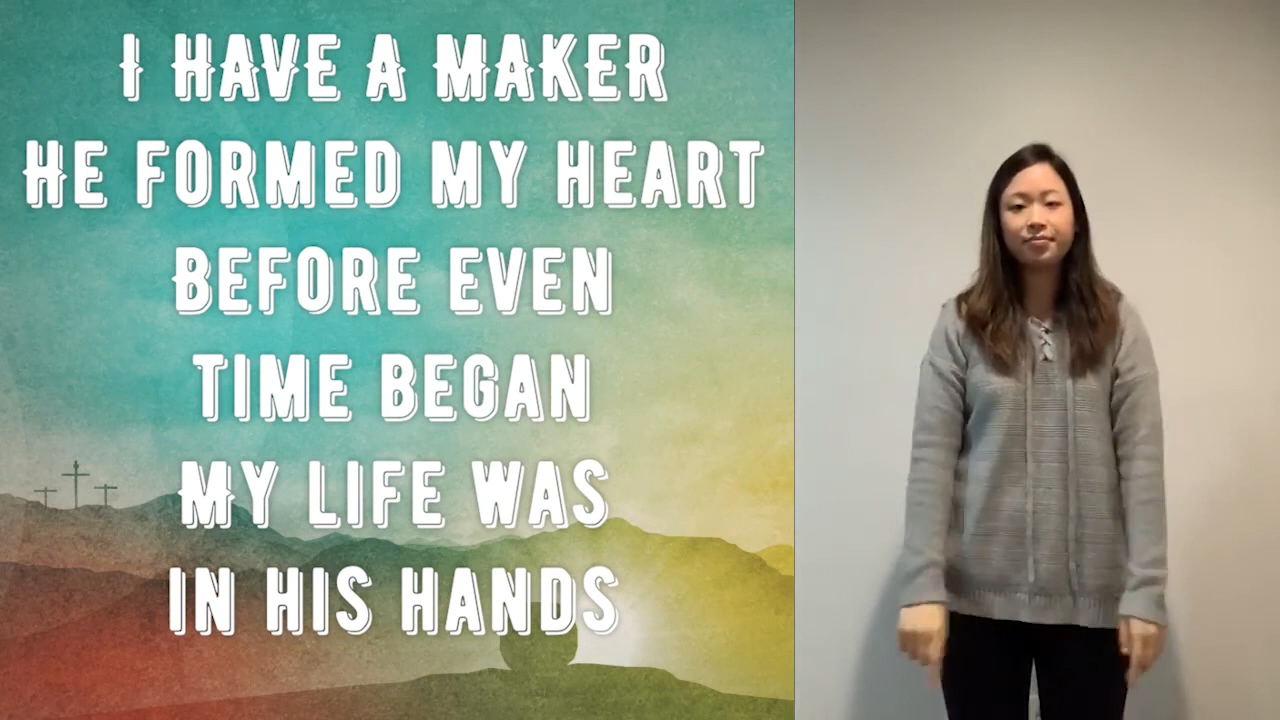 I HAVE A MAKER
HE FORMED MY HEART
BEFORE EVEN
TIME BEGAN
MY LIFE WAS
IN HIS HANDS